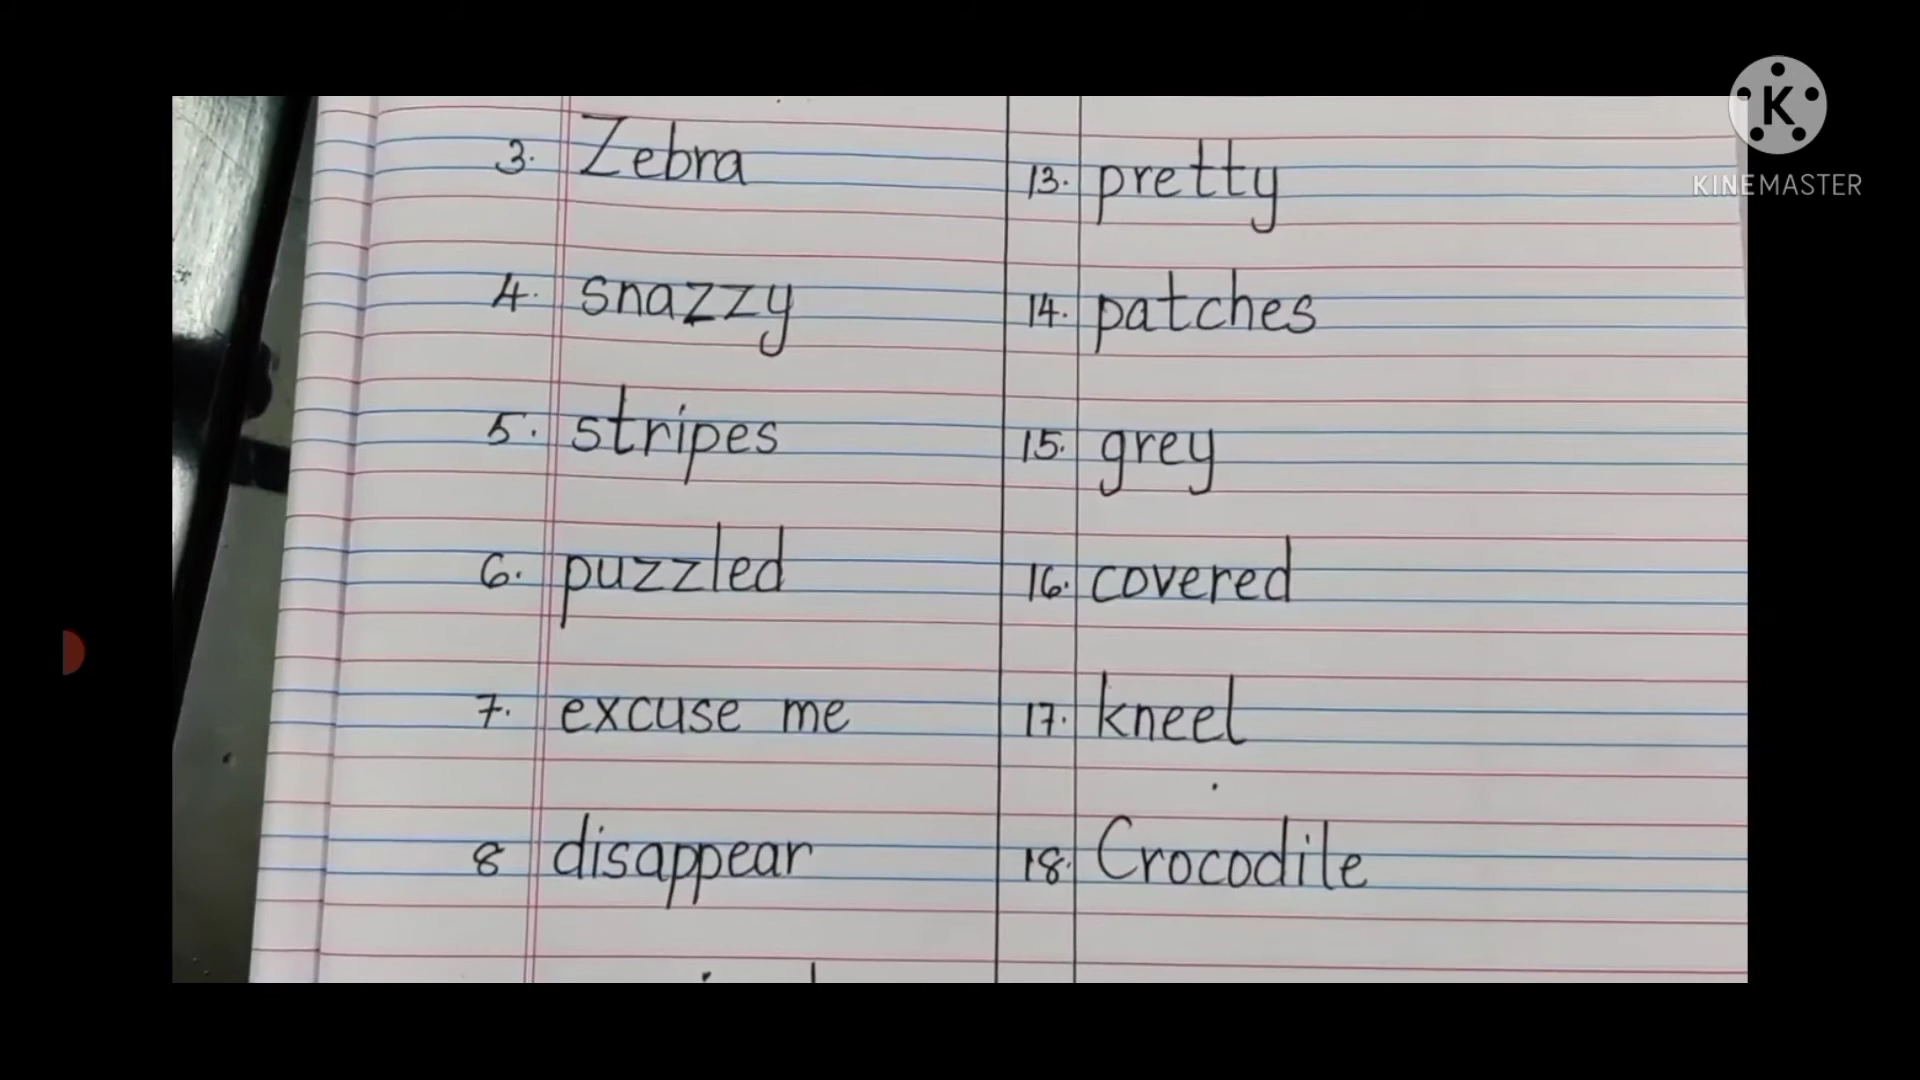 3. Zebra
4. snazzy
5. stripes
6. puzzled
7. excuse me
8 disappear
13. pretty
14. patches
15. grey
16. covered
17. kneel
18. Crocodile
KINEMASTER